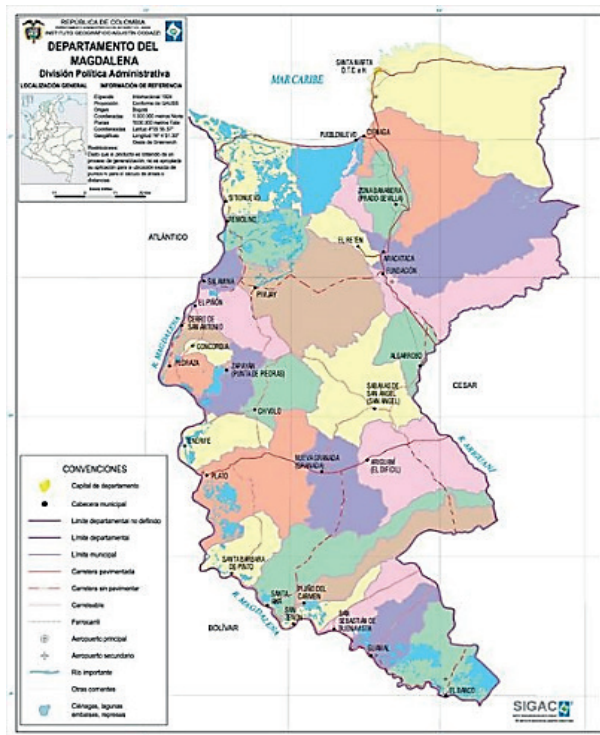 REPÚBLICA DE COLOMBIA
INSTITUTO GEOGRÁFICO AGUSTÍN CODAZZI
DEPARTAMENTO DEL
MAGDALENA
División Política Administrativa
LOCALIZACIÓN GENERAL
INFORMACIÓN DE REFERENCIA
MAR CARIBE
SANTA MARTA
D.T.C. e H.
PUEBLOVIEJO
CIÉNAGA
ZONA BANANERA
(PRADO-SEVILLA)
SITIONUEVO
REMOLINO
EL RETÉN
ARACATACA
FUNDACIÓN
ATLÁNTICO
SALAMINA
PIVIJAY
EL PIÑÓN
CERRO DE
SAN ANTONIO
CONCORDIA
R. MAGDALENA
PEDRAZA
ZAPAYÁN
(PUNTA DE PIEDRAS)
ALGARROBO
CESAR
SABANAS DE
SAN ÁNGEL
(SAN ÁNGEL)
CHIVOLO
TENERIFE
R. ARIGUANÍ
NUEVA GRANADA
(GRANADA)
ARIGUANÍ
(EL DIFÍCIL)
PLATO
SANTA BÁRBARA
DE PINTO
SANTA
ANA
PIJIÑO DEL
CARMEN
SAN
ZENÓN
SAN
SEBASTIÁN DE
BUENAVISTA
R. MAGDALENA
BOLÍVAR
GUAMAL
EL BANCO
CONVENCIONES
Capital de departamento
Cabecera municipal
Límite departamental no definido
Límite departamental
Límite municipal
Carretera pavimentada
Carretera sin pavimentar
Carreteable
Ferrocarril
Aeropuerto principal
Aeropuerto secundario
Río importante
Otras corrientes
Ciénagas, lagunas
embalses, represas
SIGAC